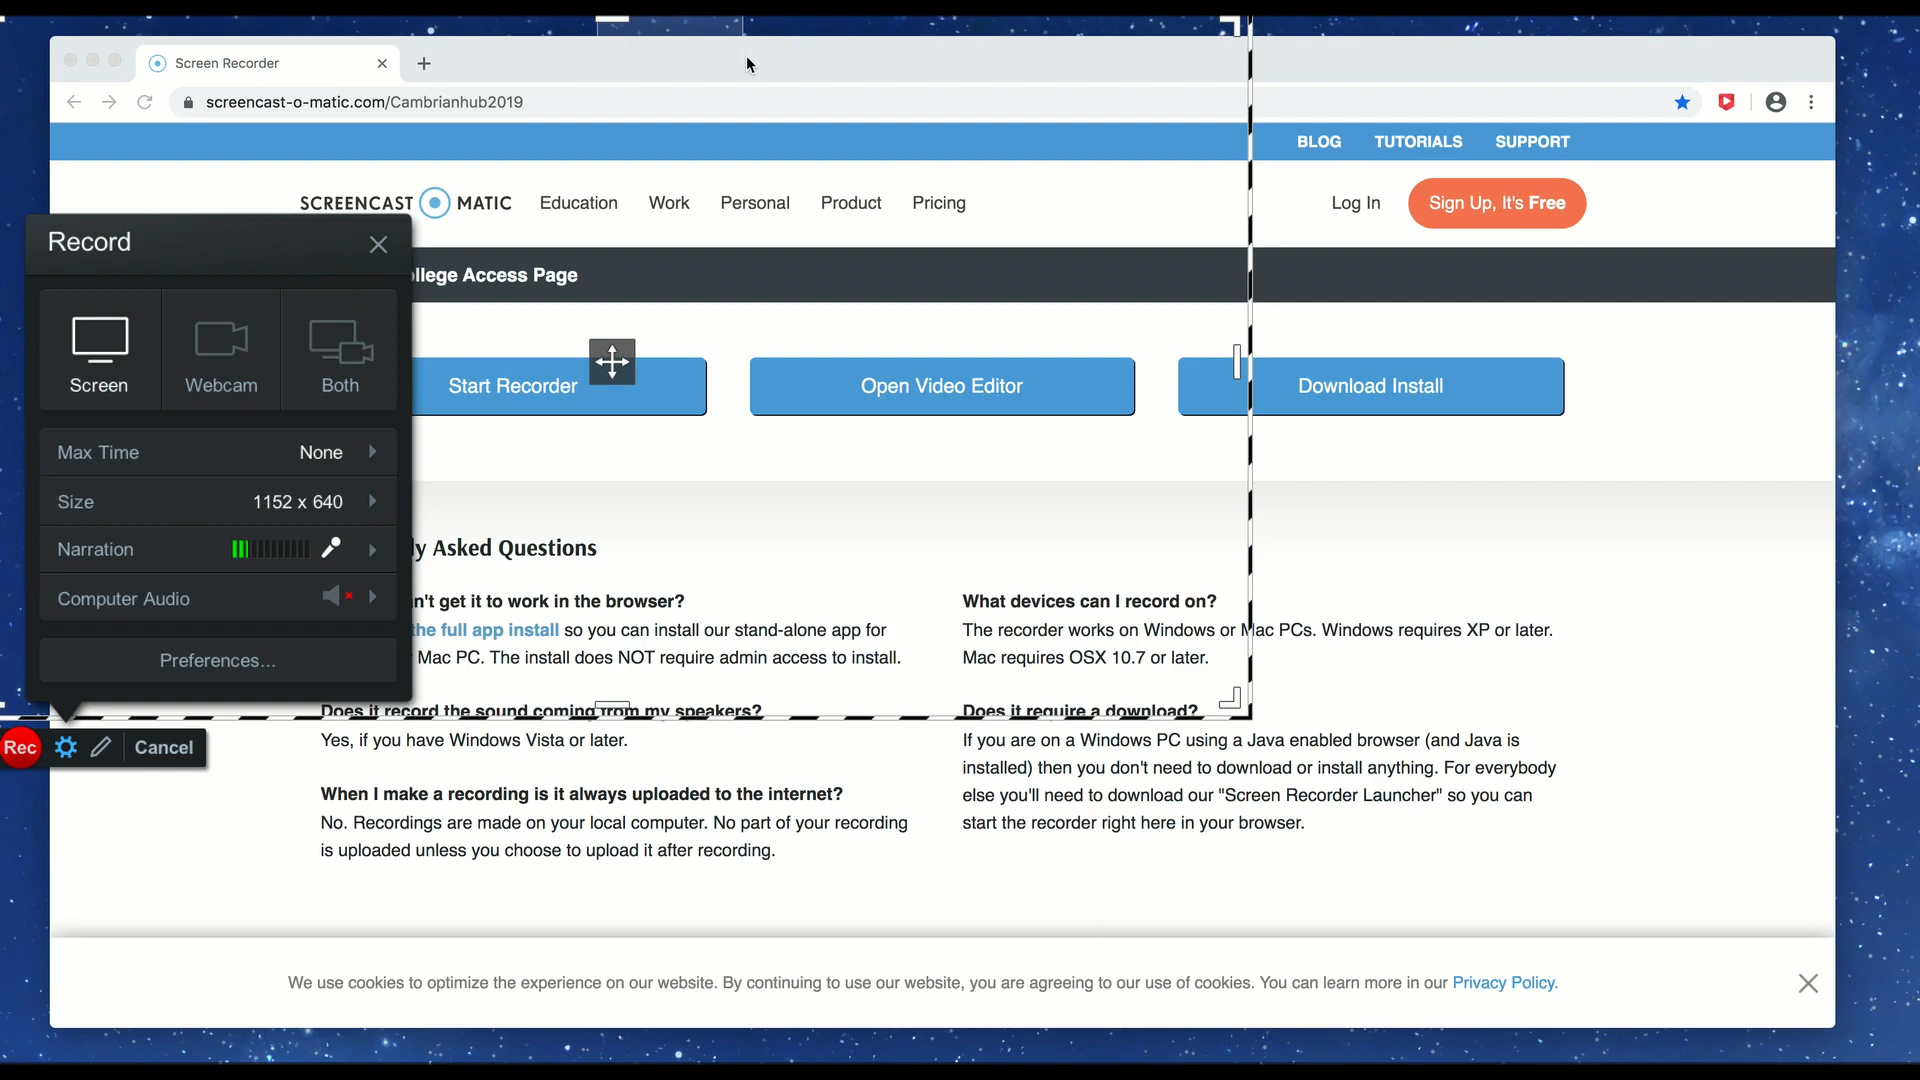 Screen Recorder
screencast-o-matic.com/Cambrianhub2019
BLOG TUTORIALS SUPPORT
SCREENCAST MATIC Education Work Personal Product Pricing Log In Sign Up, It's Free
Record
llege Access Page
Screen Webcam Both
Start Recorder Open Video Editor Download Install
Max Time None
Size 1152 x 640
Narration
Computer Audio
Preferences...
Rec Cancel
y Asked Questions
n't get it to work in the browser?
the full app install so you can install our stand-alone app for
Mac PC. The install does NOT require admin access to install.
Does it record the sound coming from my speakers?
Yes, if you have Windows Vista or later.
When I make a recording is it always uploaded to the internet?
No. Recordings are made on your local computer. No part of your recording
is uploaded unless you choose to upload it after recording.
What devices can I record on?
The recorder works on Windows or Mac PCs. Windows requires XP or later.
Mac requires OSX 10.7 or later.
Does it require a download?
If you are on a Windows PC using a Java enabled browser (and Java is
installed) then you don't need to download or install anything. For everybody
else you'll need to download our "Screen Recorder Launcher" so you can
start the recorder right here in your browser.
We use cookies to optimize the experience on our website. By continuing to use our website, you are agreeing to our use of cookies. You can learn more in our Privacy Policy.